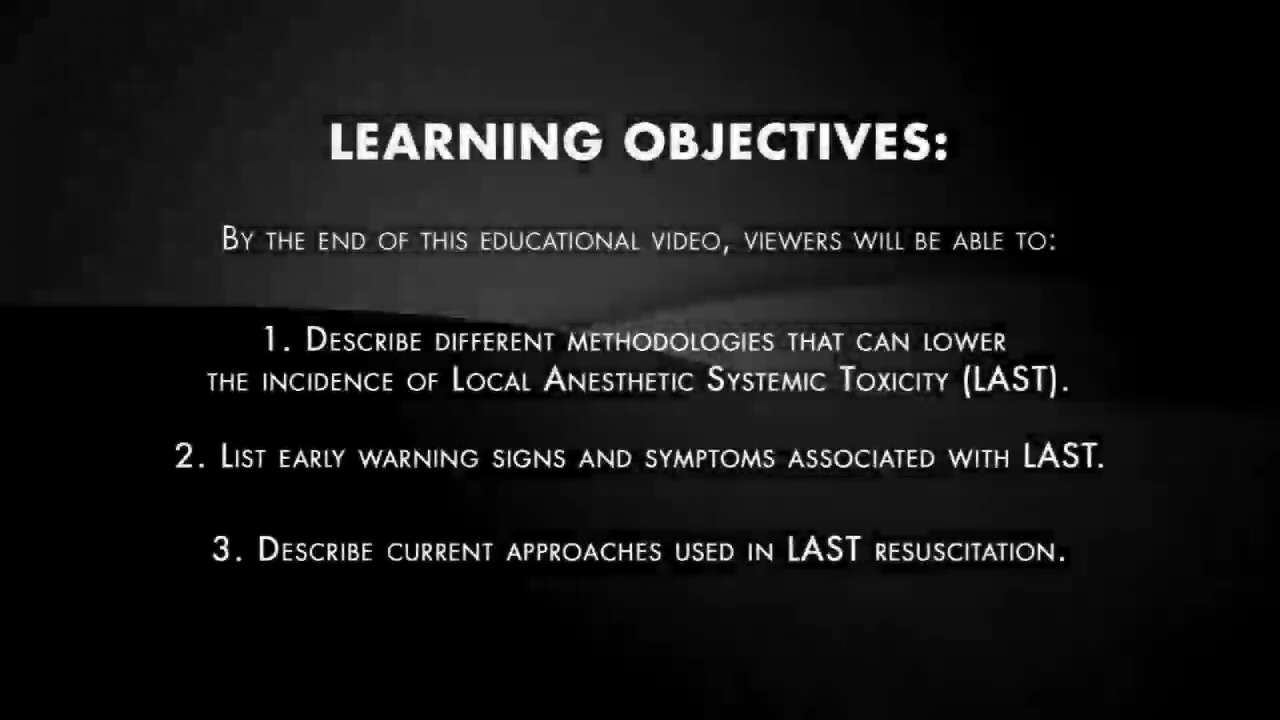 LEARNING OBJECTIVES:
By the end of this educational video, viewers will be able to:
1. Describe different methodologies that can lower
the incidence of Local Anesthetic Systemic Toxicity (LAST).
2. List early warning signs and symptoms associated with LAST.
3. Describe current approaches used in LAST resuscitation.